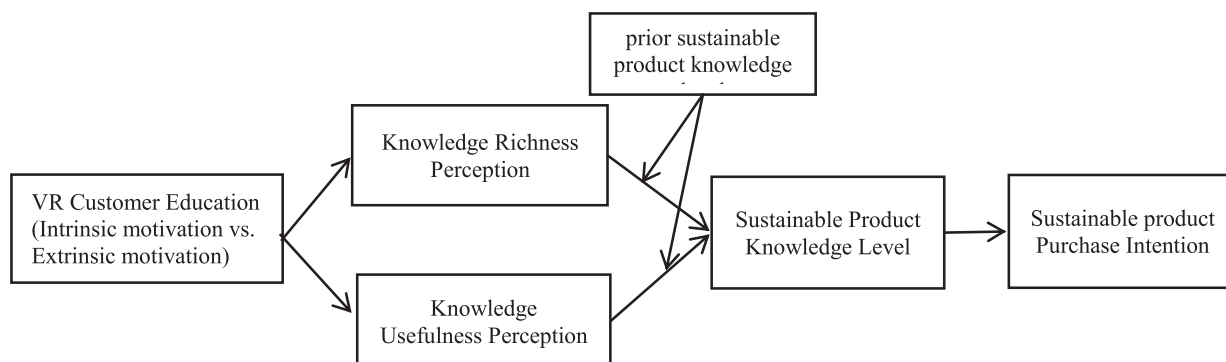 prior sustainable
product knowledge
Knowledge Richness
Perception
VR Customer Education
(Intrinsic motivation vs.
Extrinsic motivation)
Sustainable Product
Knowledge Level
Sustainable product
Purchase Intention
Knowledge
Usefulness Perception